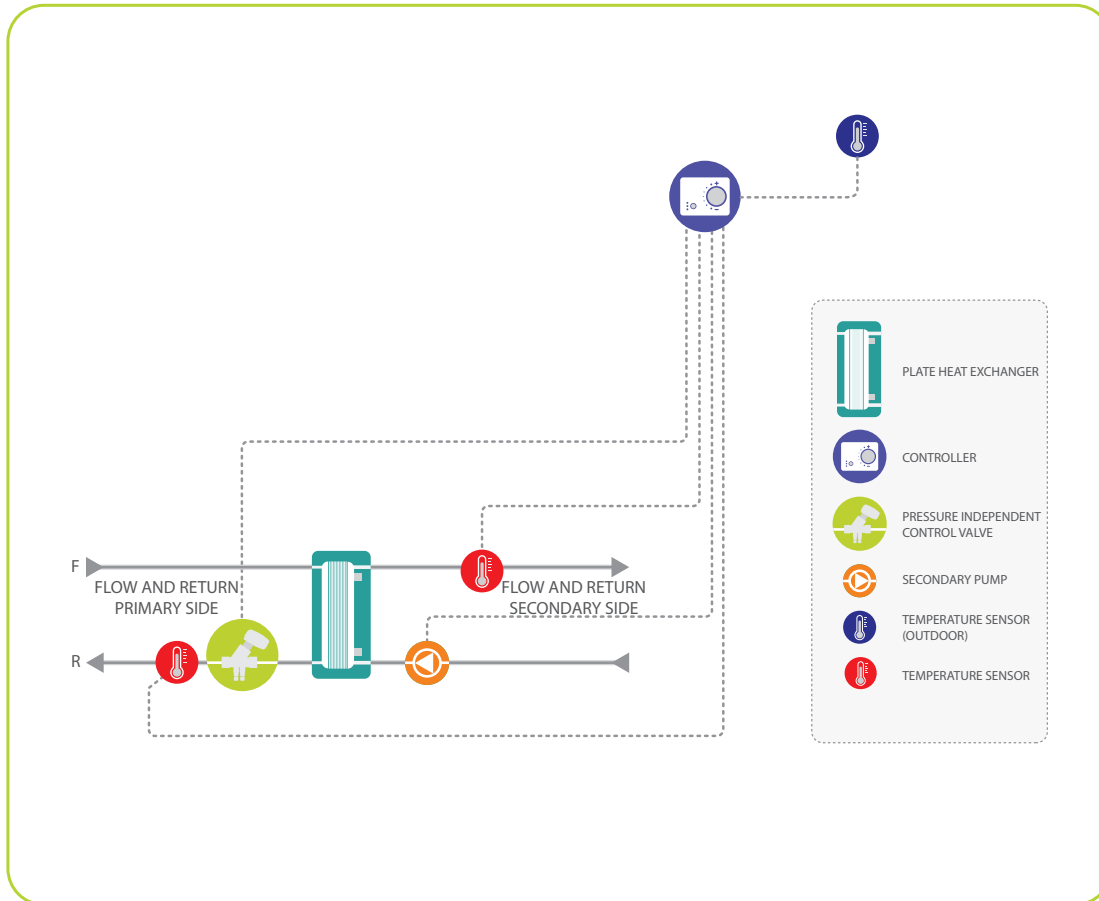 F
FLOW AND RETURN
PRIMARY SIDE
FLOW AND RETURN
SECONDARY SIDE
R
PLATE HEAT EXCHANGER
CONTROLLER
PRESSURE INDEPENDENT
CONTROL VALVE
SECONDARY PUMP
TEMPERATURE SENSOR
(OUTDOOR)
TEMPERATURE SENSOR